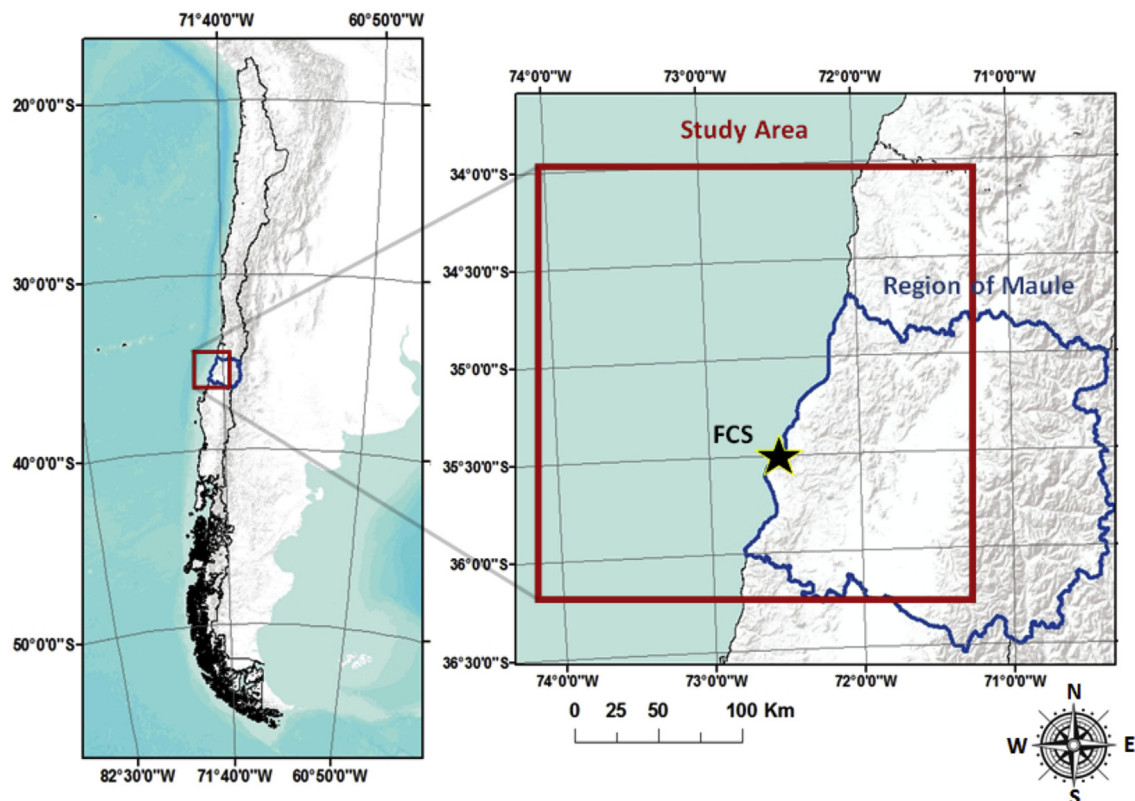 71°40'0"W 60°50'0"W
20°0'0"S
30°0'0"S
40°0'0"S
50°0'0"S
82°30'0"W 71°40'0"W 60°50'0"W
74°0'0"W 73°0'0"W 72°0'0"W 71°0'0"W
Study Area
34°0'0"S
34°30'0"S
Region of Maule
35°0'0"S
FCS
35°30'0"S
36°0'0"S
36°30'0"S
74°0'0"W 73°0'0"W 72°0'0"W 71°0'0"W
0 25 50 100 Km
N
W E
S